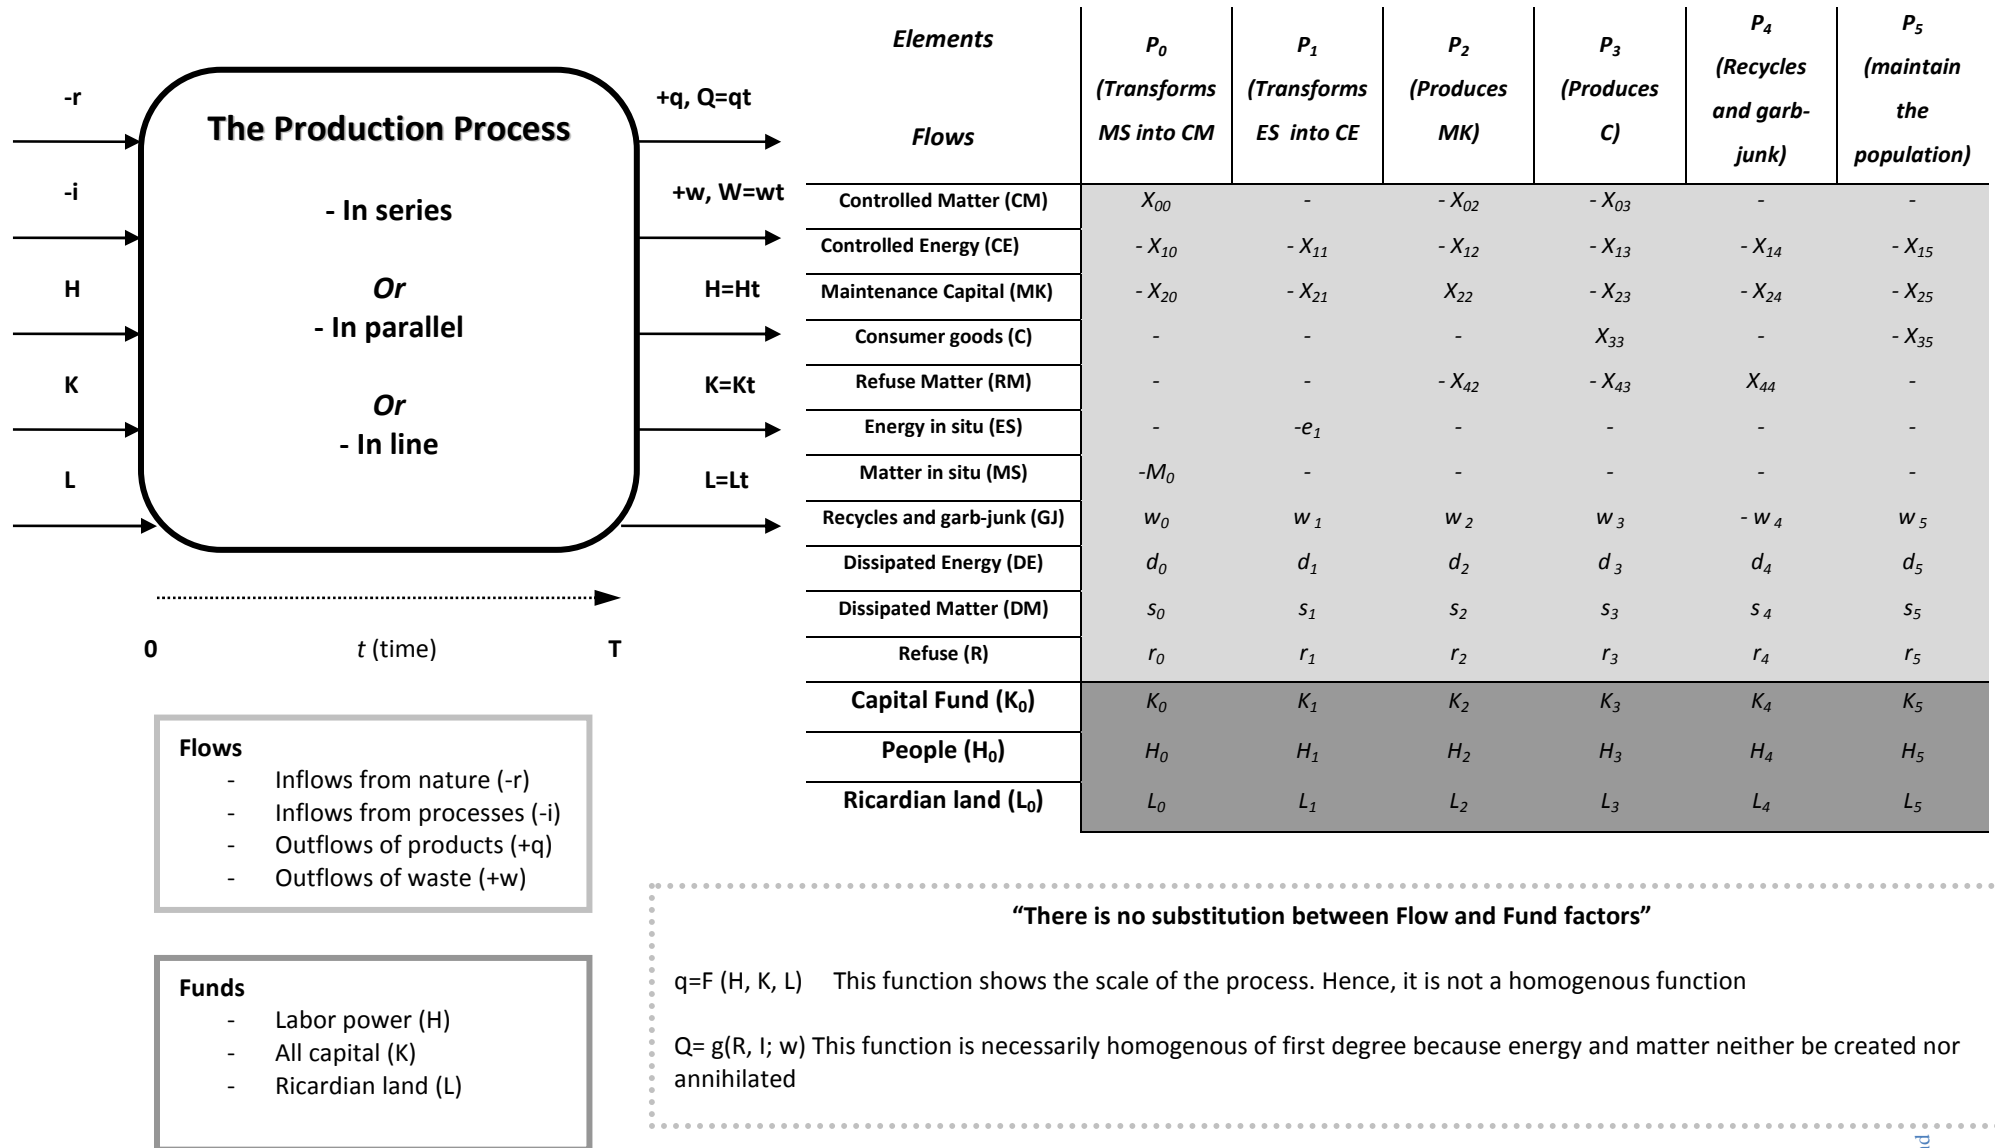 -r
-i
H
K
L
The Production Process
- In series
Or
- In parallel
Or
- In line
+q, Q=qt
+w, W=wt
H=Ht
K=Kt
L=Lt
0 t (time) T
Flows
- Inflows from nature (-r)
- Inflows from processes (-i)
- Outflows of products (+q)
- Outflows of waste (+w)
Funds
- Labor power (H)
- All capital (K)
- Ricardian land (L)
Elements
Flows
P0
(Transforms
MS into CM
P1
(Transforms
ES into CE
P2
(Produces
MK)
P3
(Produces
C)
P4
(Recycles
and garb-
junk)
P5
(maintain
the
population)
Controlled Matter (CM) X00 - - X02 - X03 - -
Controlled Energy (CE) - X10 - X11 - X12 - X13 - X14 - X15
Maintenance Capital (MK) - X20 - X21 X22 - X23 - X24 - X25
Consumer goods (C) - - - X33 - - X35
Refuse Matter (RM) - - - X42 - X43 X44 -
Energy in situ (ES) - -e1 - - - -
Matter in situ (MS) -M0 - - - - -
Recycles and garb-junk (GJ) w0 w 1 w 2 w 3 - w 4 w 5
Dissipated Energy (DE) d0 d1 d2 d 3 d4 d5
Dissipated Matter (DM) s0 s1 s2 s3 s 4 s5
Refuse (R) r0 r1 r2 r3 r4 r5
Capital Fund (K0) K0 K1 K2 K3 K4 K5
People (H0) H0 H1 H2 H3 H4 H5
Ricardian land (L0) L0 L1 L2 L3 L4 L5
“There is no substitution between Flow and Fund factors”
q=F (H, K, L) This function shows the scale of the process. Hence, it is not a homogenous function
Q= g(R, I; w) This function is necessarily homogenous of first degree because energy and matter neither be created nor
annihilated